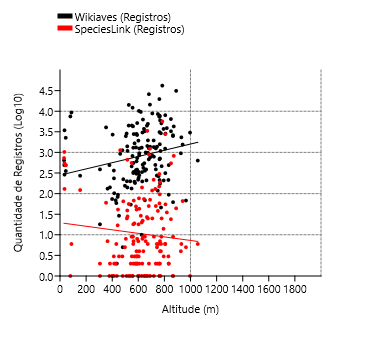 Wikiaves (Registros)
SpeciesLink (Registros)
Quantidade de Registros (Log10)
4.5
4.0
3.5
3.0
2.5
2.0
1.5
1.0
0.5
0.0
0 200 400 600 800 1000 1200 1400 1600 1800
Altitude (m)